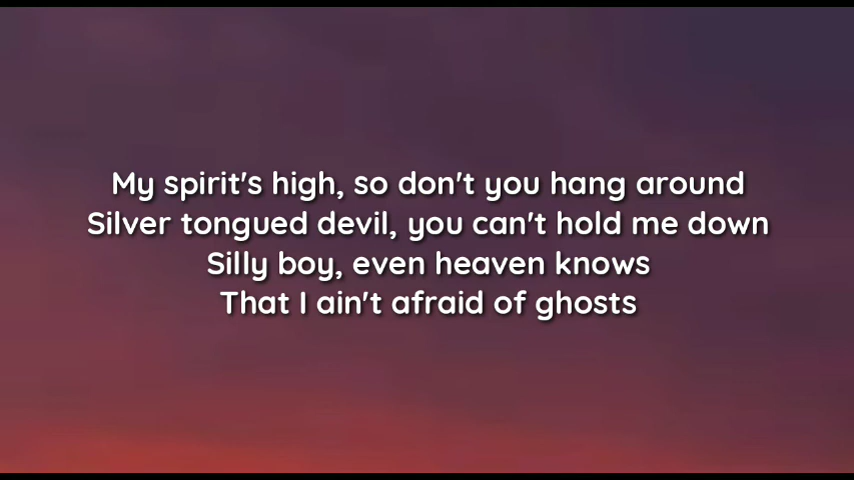 My spirit's high, so don't you hang around
Silver tongued devil, you can't hold me down
Silly boy, even heaven knows
That I ain't afraid of ghosts